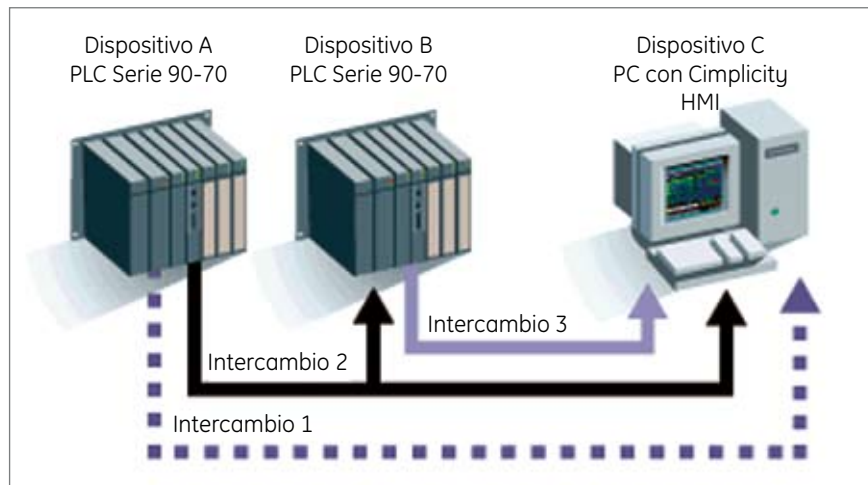 Dispositivo A
PLC Serie 90-70
Dispositivo B
PLC Serie 90-70
Dispositivo C
PC con Cimplicity
HMI
Intercambio 3
Intercambio 2
Intercambio 1